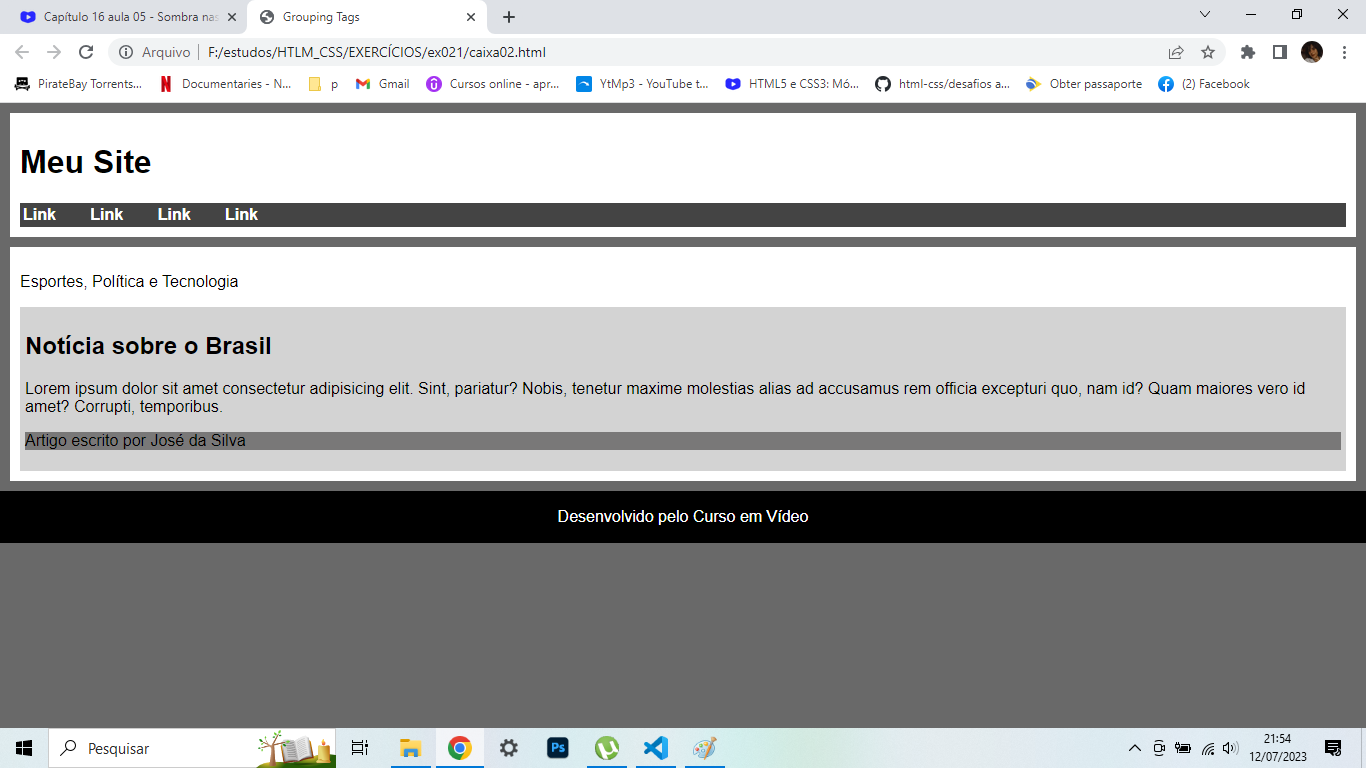 Capítulo 16 aula 05 - Sombra nas
Grouping Tags
Arquivo
F:/estudos/HTLM_CSS/EXERCÍCIOS/ex021/caixa02.html
PirateBay Torrents...
Documentaries - N...
p
Gmail
Cursos online - apr...
YtMp3 - YouTube t...
HTML5 e CSS3: Mó...
html-css/desafios a...
Obter passaporte
(2) Facebook
Meu Site
Link Link Link Link
Esportes, Política e Tecnologia
Notícia sobre o Brasil
Lorem ipsum dolor sit amet consectetur adipisicing elit. Sint, pariatur? Nobis, tenetur maxime molestias alias ad accusamus rem officia excepturi quo, nam id? Quam maiores vero id
amet? Corrupti, temporibus.
Artigo escrito por José da Silva
Desenvolvido pelo Curso em Vídeo
Pesquisar
Ps
21:54
12/07/2023